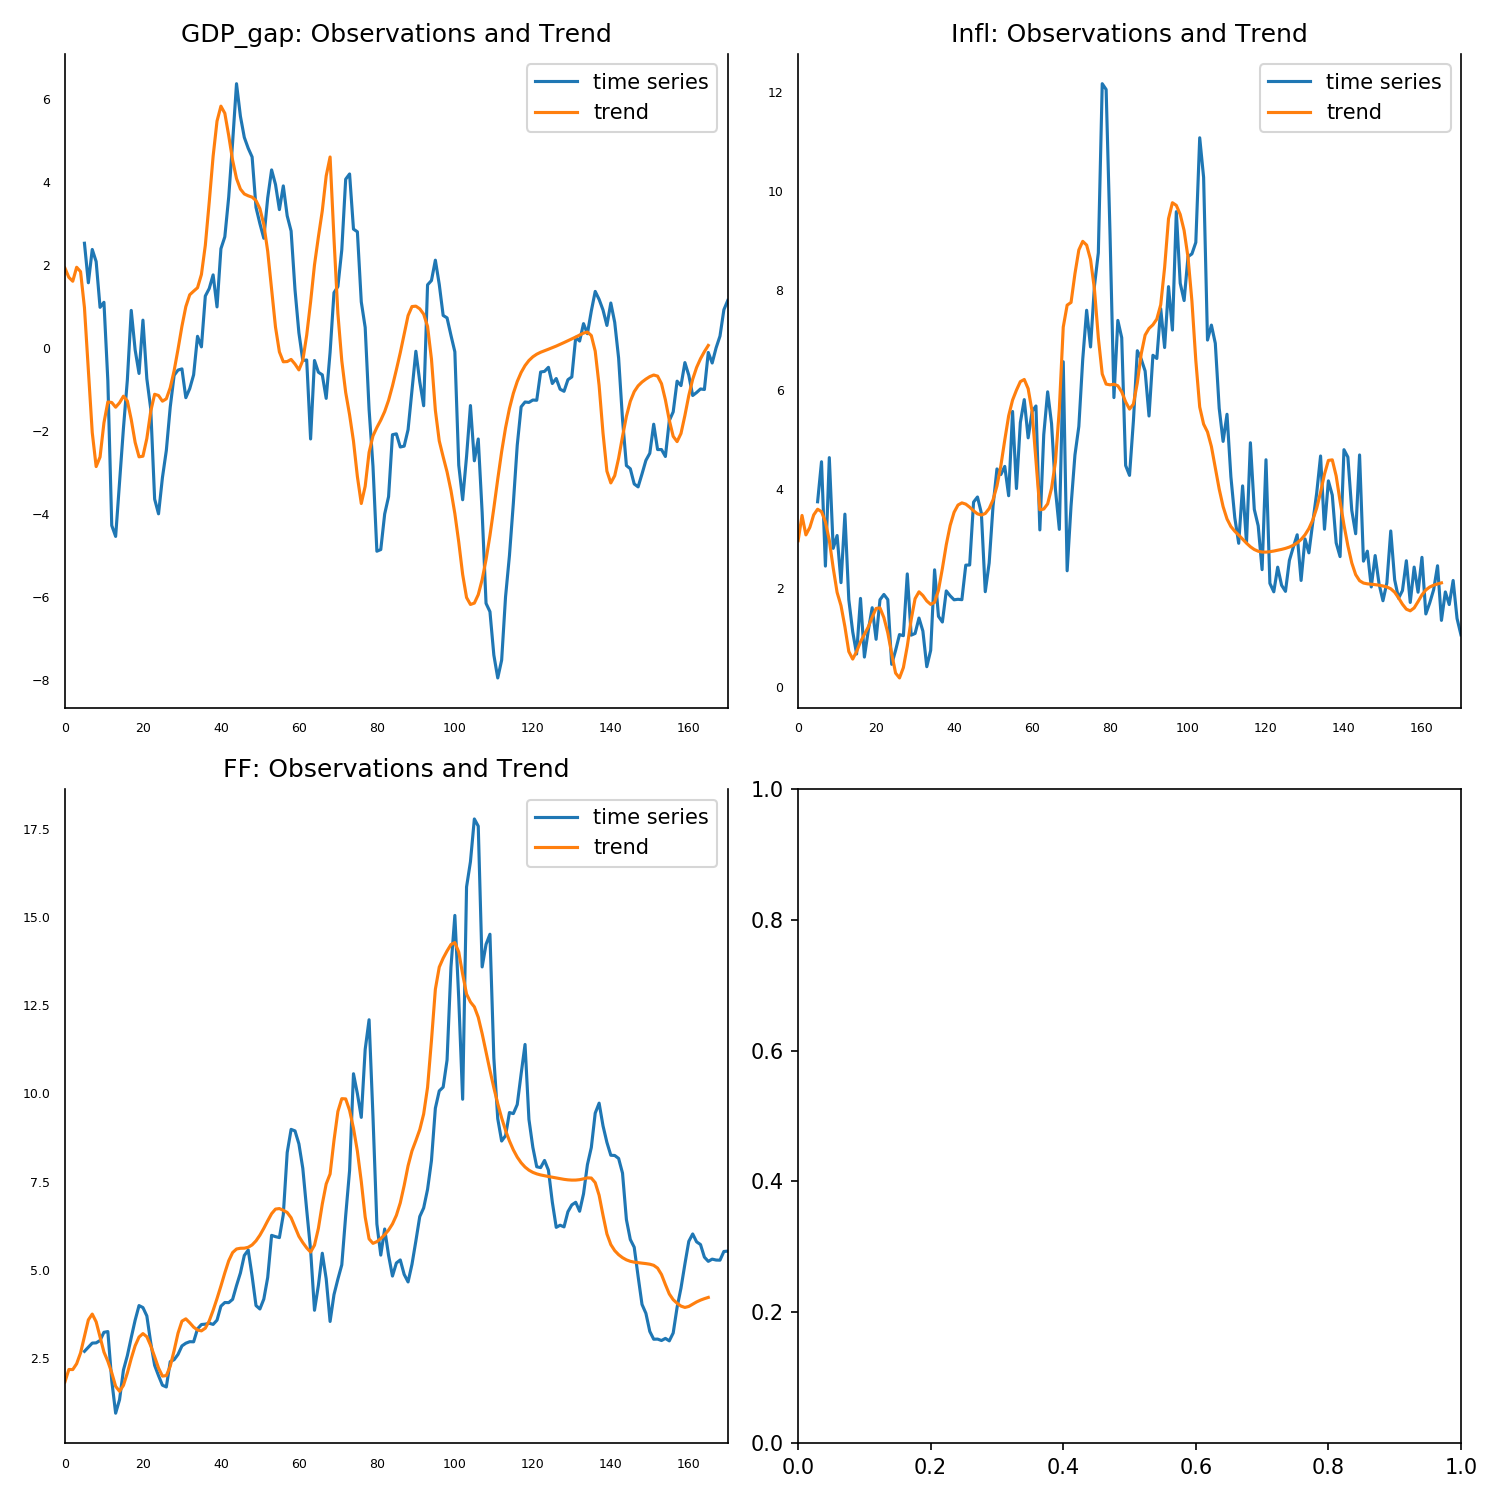 GDP_gap: Observations and Trend
time series
trend
6
4
2
0
−2
−4
−6
−8
0 20 40 60 80 100 120 140 160
Infl: Observations and Trend
time series
trend
12
10
8
6
4
2
0
0 20 40 60 80 100 120 140 160
FF: Observations and Trend
time series
trend
17.5
15.0
12.5
10.0
7.5
5.0
2.5
0 20 40 60 80 100 120 140 160
1.0
0.8
0.6
0.4
0.2
0.0
0.0 0.2 0.4 0.6 0.8 1.0